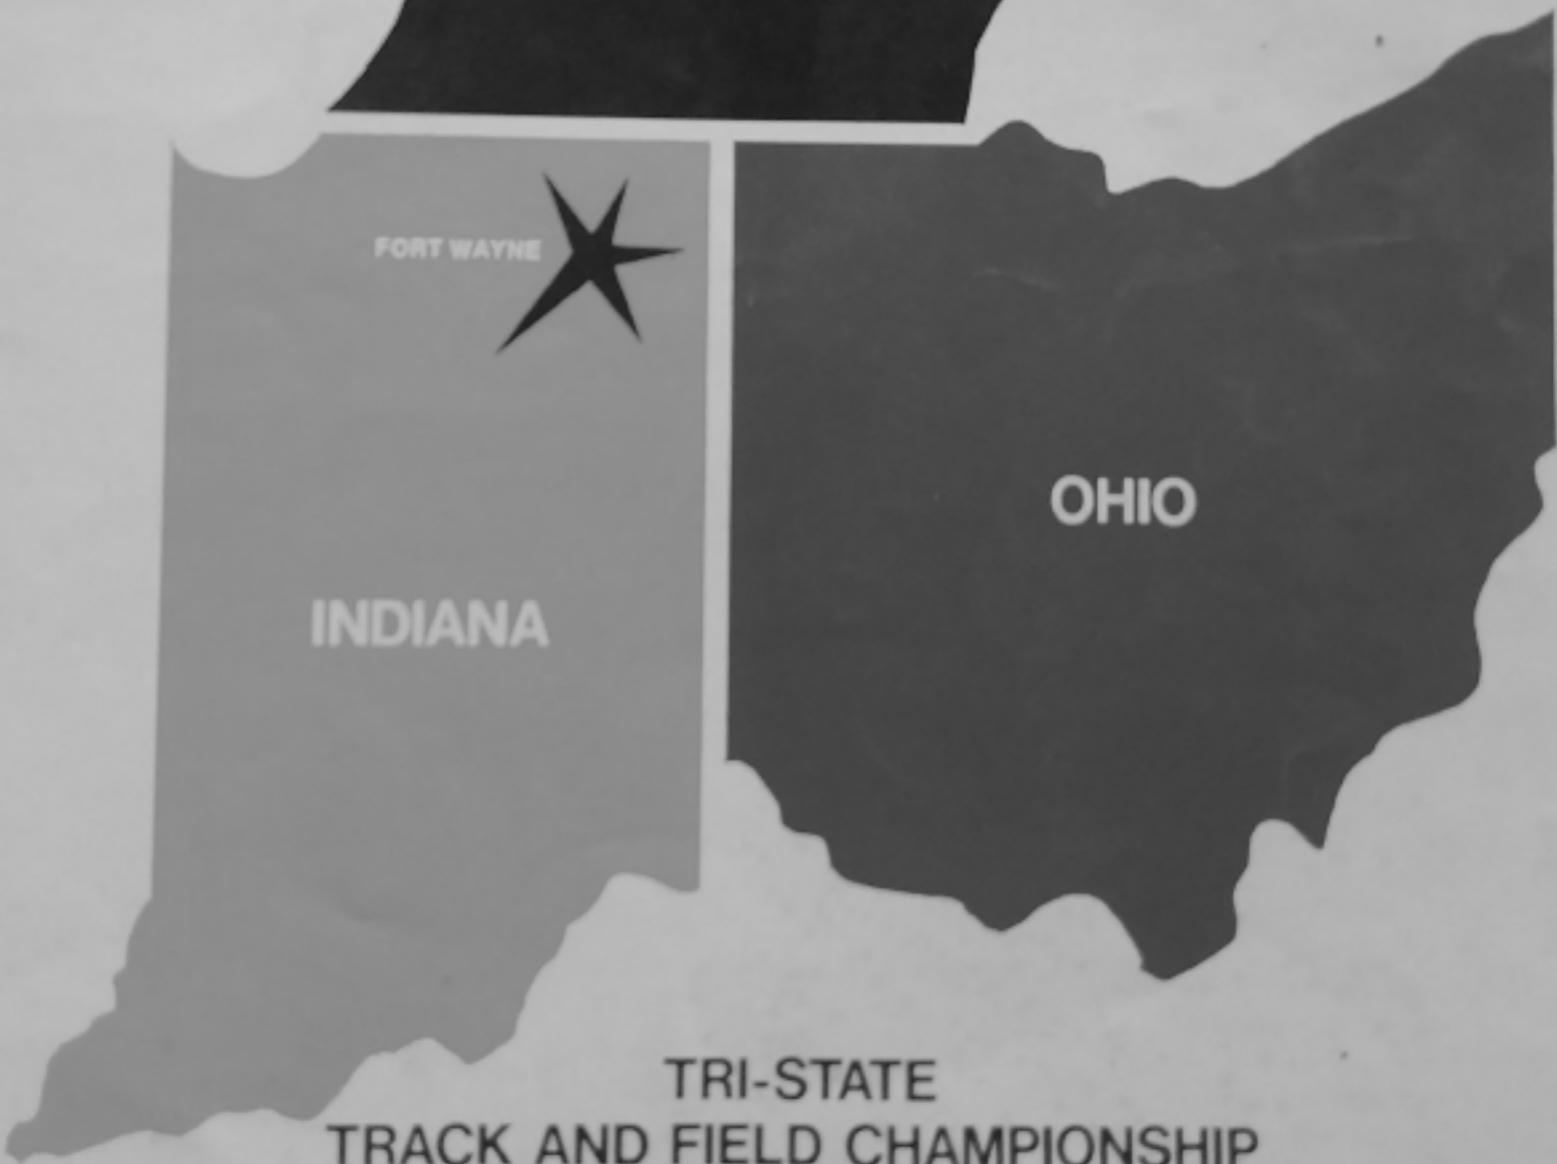 FORT WAYNE
OHIO
INDIANA
TRI-STATE
TRACK AND FIELD CHAMPIONSHIP